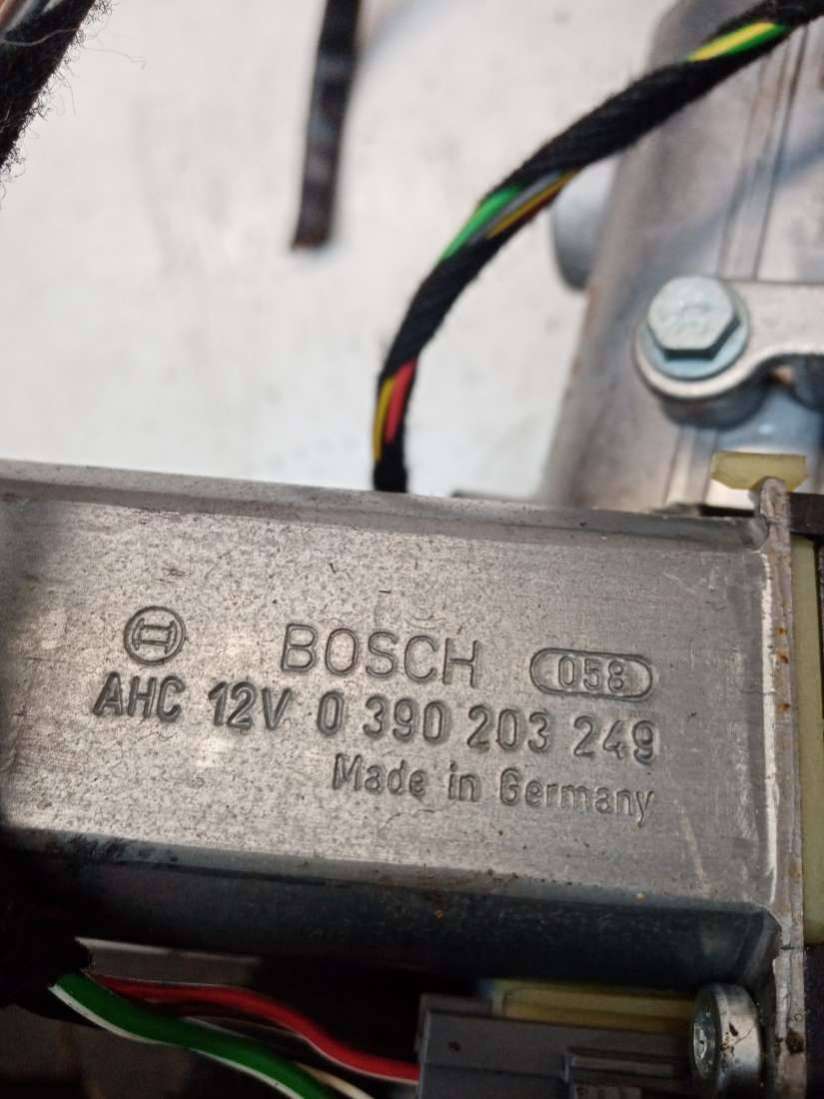 BOSCH 058
AHC 12V 0 390 203 249
Made in Germany